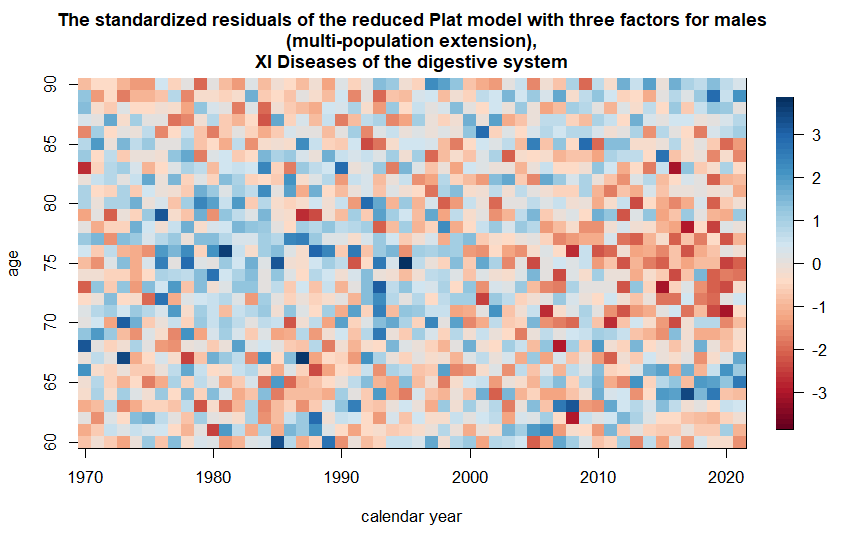 The standardized residuals of the reduced Plat model with three factors for males
(multi-population extension),
XI Diseases of the digestive system
90
85
80
75
70
65
60
age
3
2
1
0
-1
-2
-3
1970 1980 1990 2000 2010 2020
calendar year